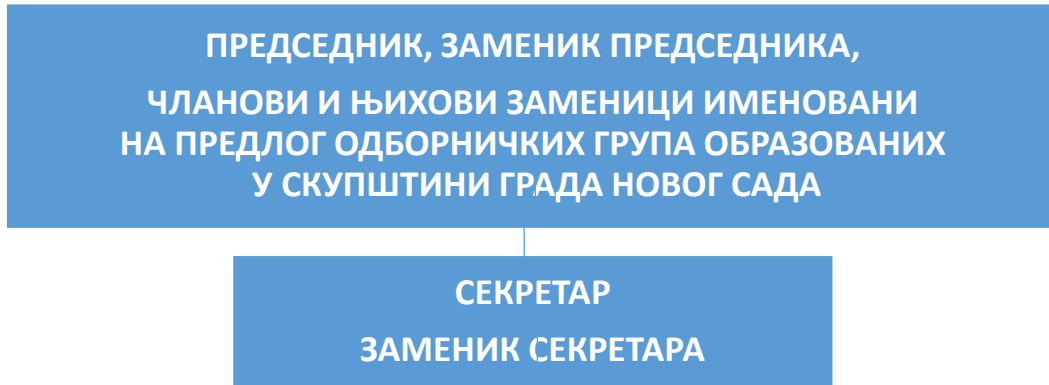 ПРЕДСЕДНИК, ЗАМЕНИК ПРЕДСЕДНИКА,
ЧЛАНОВИ И ЊИХОВИ ЗАМЕНИЦИ ИМЕНОВАНИ
НА ПРЕДЛОГ ОДБОРНИЧКИХ ГРУПА ОБРАЗОВАНИХ
У СКУПШТИНИ ГРАДА НОВОГ САДА
СЕКРЕТАР
ЗАМЕНИК СЕКРЕТАРА